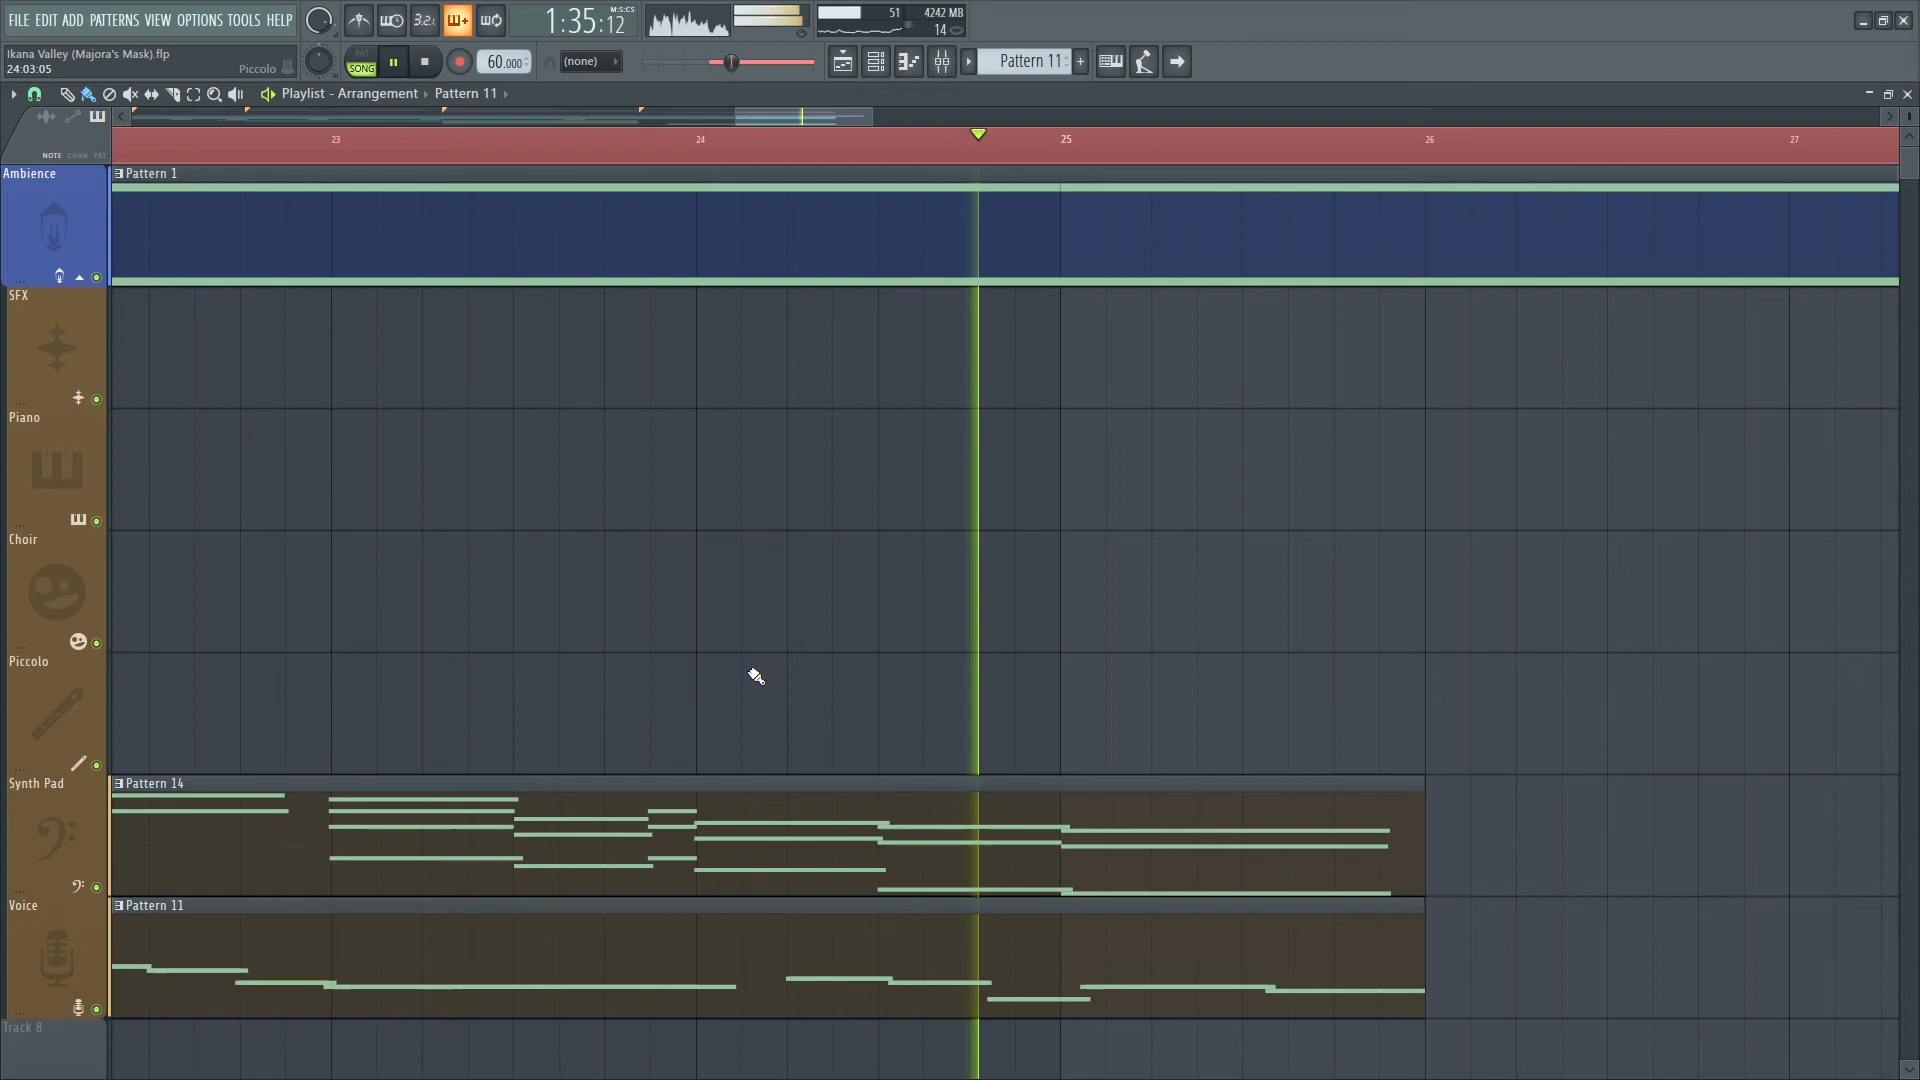 FILE EDIT ADD PATTERNS VIEW OPTIONS TOOLS HELP
3.2.
1:35:12
M:S:CS
51
4242 MB
14
Ikana Valley (Majora's Mask).flp
24:03:05
Piccolo
PAT
SONG
60.000
(none)
Pattern 11
+
Playlist - Arrangement
Pattern 11
NOTE CHAN PAT
23
24
25
26
27
Ambience
Pattern 1
SFX
Piano
Choir
Piccolo
Synth Pad
Pattern 14
Voice
Pattern 11
Track 8